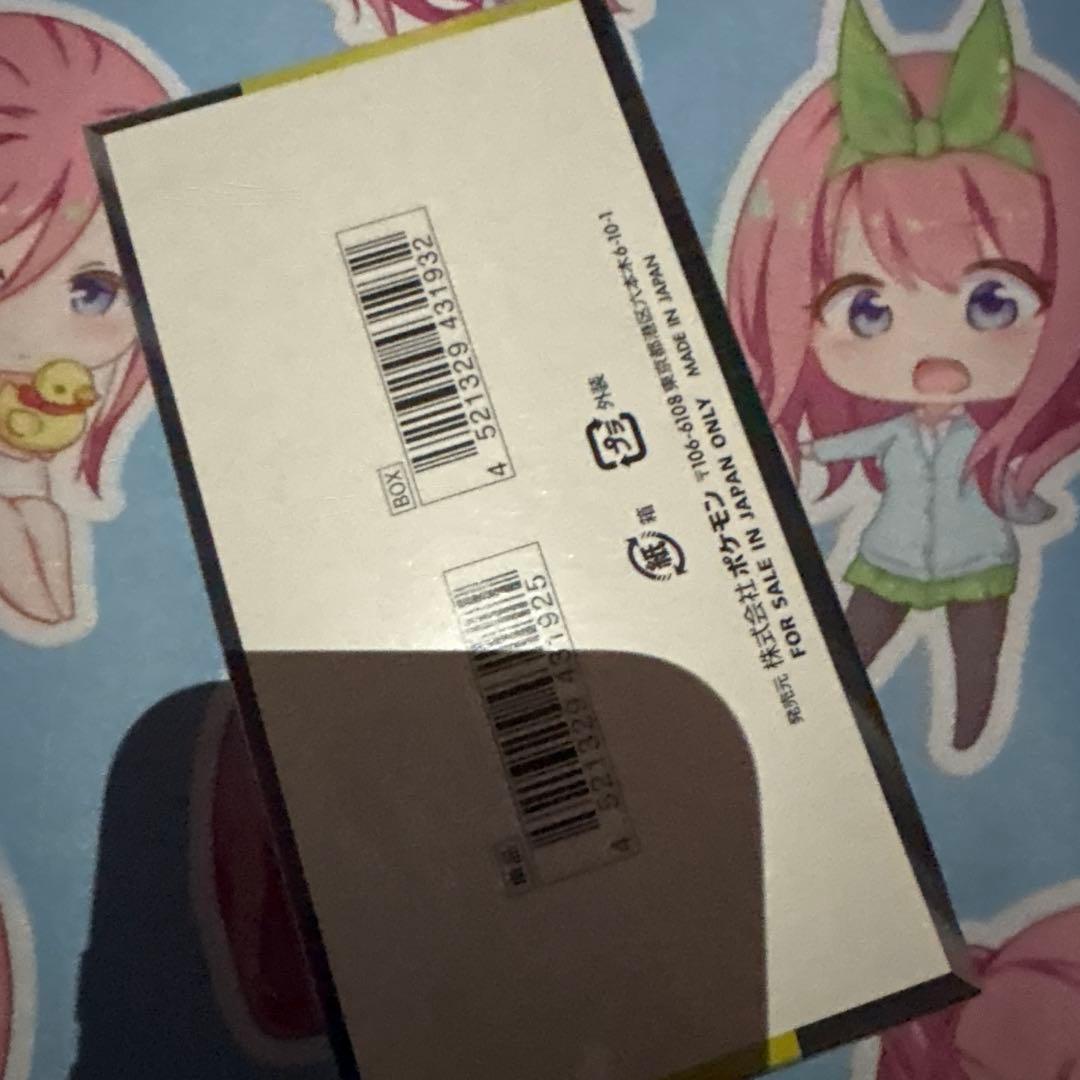 BOX
4 521329 431932
単品
4 521329 431925
プラ 外装
紙 箱
発売元 株式会社ポケモン 〒106-6108 東京都港区六本木6-10-1
FOR SALE IN JAPAN ONLY MADE IN JAPAN